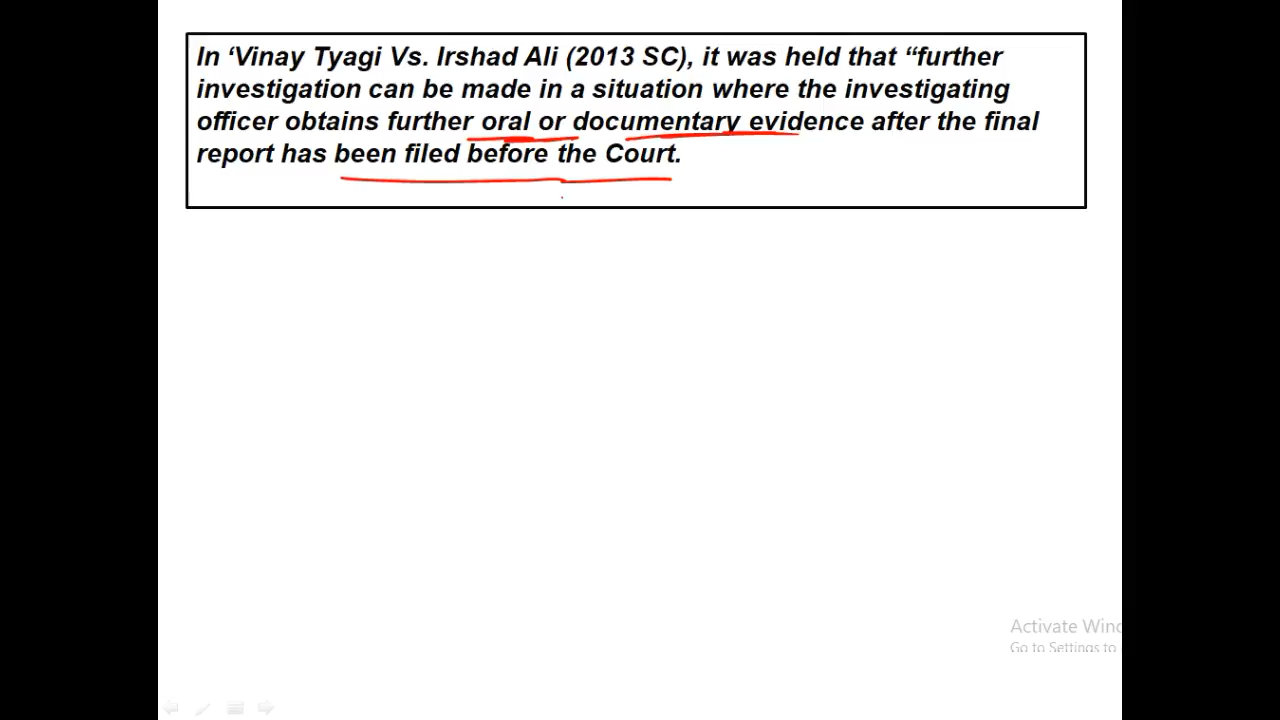 In ‘Vinay Tyagi Vs. Irshad Ali (2013 SC), it was held that “further
investigation can be made in a situation where the investigating
officer obtains further oral or documentary evidence after the final
report has been filed before the Court.
Activate Winc
Go to Settings to